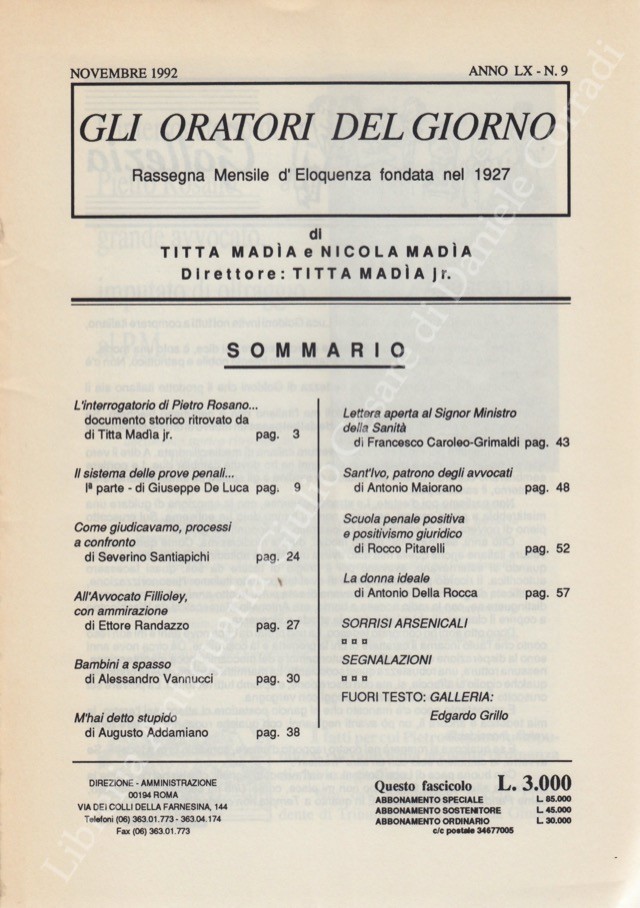 NOVEMBRE 1992
ANNO LX - N. 9
GLI ORATORI DEL GIORNO
Rassegna Mensile d'Eloquenza fondata nel 1927
di
TITTA MADÌA e NICOLA MADÌA
Direttore: TITTA MADÌA Jr.
SOMMARIO
L'interrogatorio di Pietro Rosano...
documento storico ritrovato da
di Titta Madìa jr. pag. 3
Il sistema delle prove penali...
Iª parte - di Giuseppe De Luca pag. 9
Come giudicavamo, processi
a confronto
di Severino Santiapichi pag. 24
All'Avvocato Fillioley,
con ammirazione
di Ettore Randazzo pag. 27
Bambini a spasso
di Alessandro Vannucci pag. 30
M'hai detto stupido
di Augusto Addamiano pag. 38
Lettera aperta al Signor Ministro
della Sanità
di Francesco Caroleo-Grimaldi pag. 43
Sant'Ivo, patrono degli avvocati
di Antonio Maiorano pag. 48
Scuola penale positiva
e positivismo giuridico
di Rocco Pitarelli pag. 52
La donna ideale
di Antonio Della Rocca pag. 57
SORRISI ARSENICALI
¤ ¤ ¤
SEGNALAZIONI
¤ ¤ ¤
FUORI TESTO: GALLERIA:
Edgardo Grillo
DIREZIONE - AMMINISTRAZIONE
00194 ROMA
VIA DEI COLLI DELLA FARNESINA, 144
Telefoni (06) 363.01.773 - 363.04.174
Fax (06) 363.01.773
Questo fascicolo L. 3.000
ABBONAMENTO SPECIALE L. 85.000
ABBONAMENTO SOSTENITORE L. 45.000
ABBONAMENTO ORDINARIO L. 30.000
c/c postale 34677005
Libreria Antiquaria Giulio Cesare di Daniele Corradi